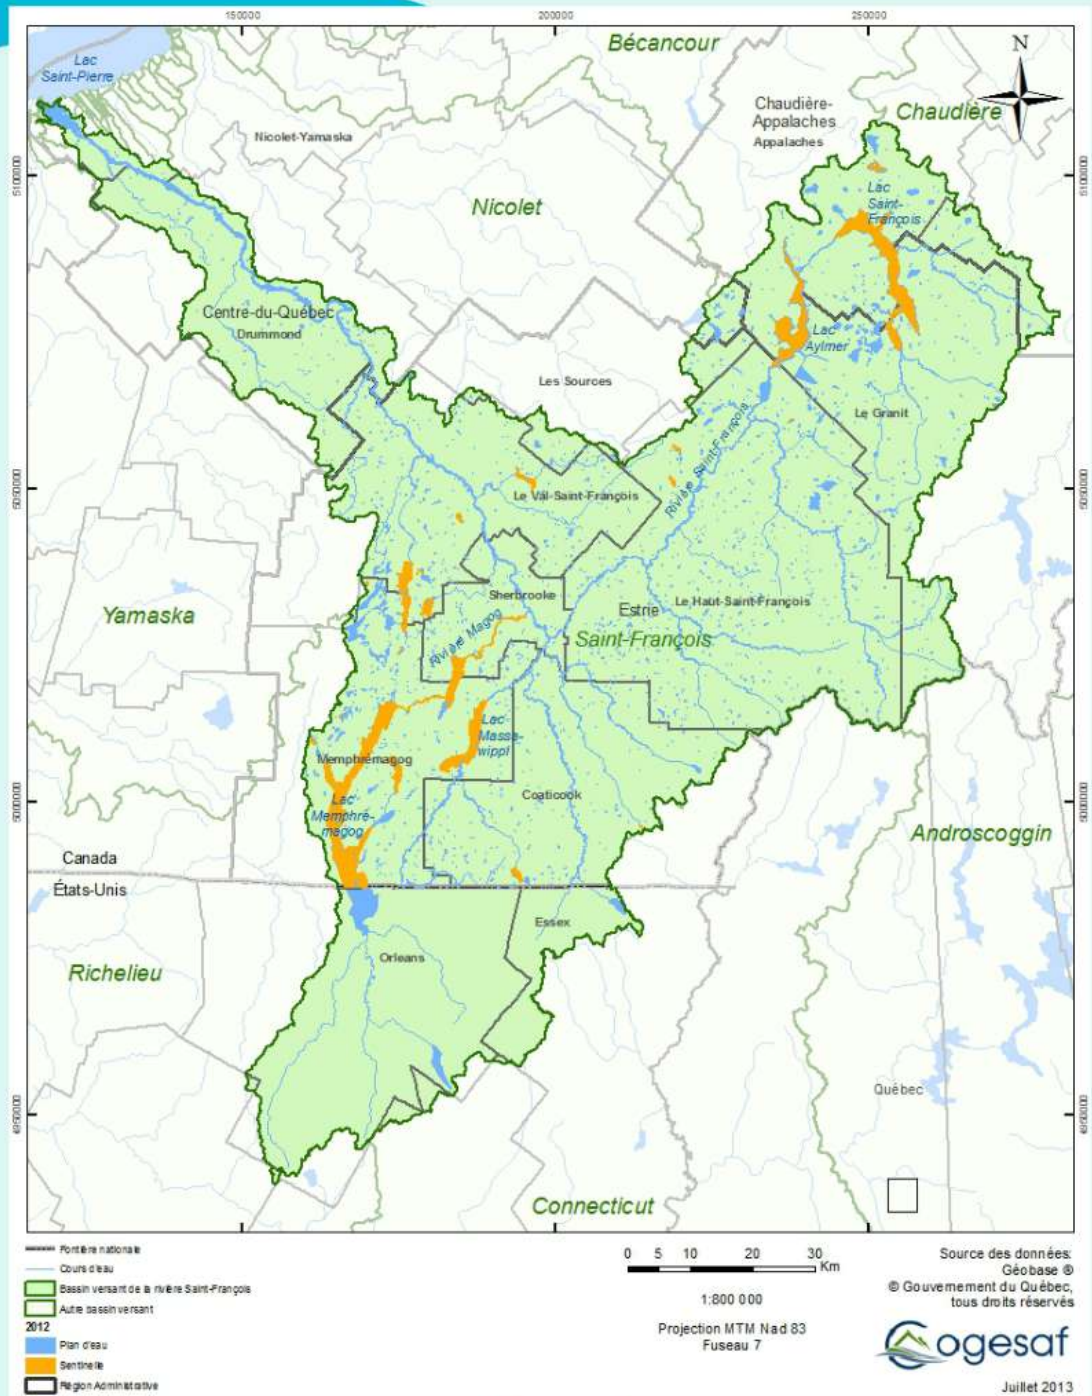 150000
200000
250000
Lac
Saint-Pierre
Bécancour
N
Chaudière-
Appalaches
Appalaches
Chaudière
Nicolet-Yamaska
5100000
5100000
Nicolet
Lac
Saint-
François
Centre-du-Québec
Drummond
Lac
Aylmer
Les Sources
Le Granit
Rivière Saint-François
5050000
5050000
Le Val-Saint-François
Sherbrooke
Estrie
Le Haut-Saint-François
Yamaska
Rivière Magog
Saint-François
Lac
Massa-
wippi
Memphrémagog
Lac
Memphré-
magog
Coaticook
5000000
5000000
Androscoggin
Canada
États-Unis
Essex
Orleans
Richelieu
Québec
4950000
4950000
Connecticut
Fontière nationale
Cours d'eau
Bassin versant de la rivière Saint-François
Autre bassin versant
2012
Plan d'eau
Sentinelle
Région Administrative
0 5 10 20 30
Km
1:800 000
Projection MTM Nad 83
Fuseau 7
Source des données:
Géobase ®
© Gouvernement du Québec,
tous droits réservés
Cogesaf
Juillet 2013